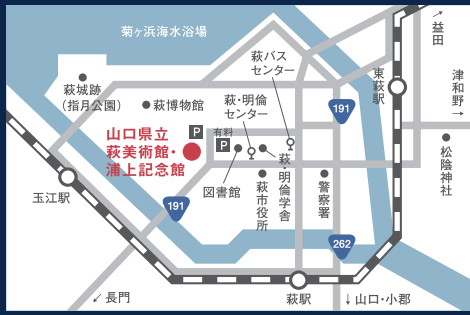 菊ヶ浜海水浴場
益田
萩バス
センター
萩城跡
（指月公園）
萩博物館
萩・明倫
センター
東萩駅
津和野
191
P
有料
P
山口県立
萩美術館・
浦上記念館
図書館
萩・明倫学舎
萩市役所
警察署
松陰神社
玉江駅
191
262
長門
萩駅
山口・小郡